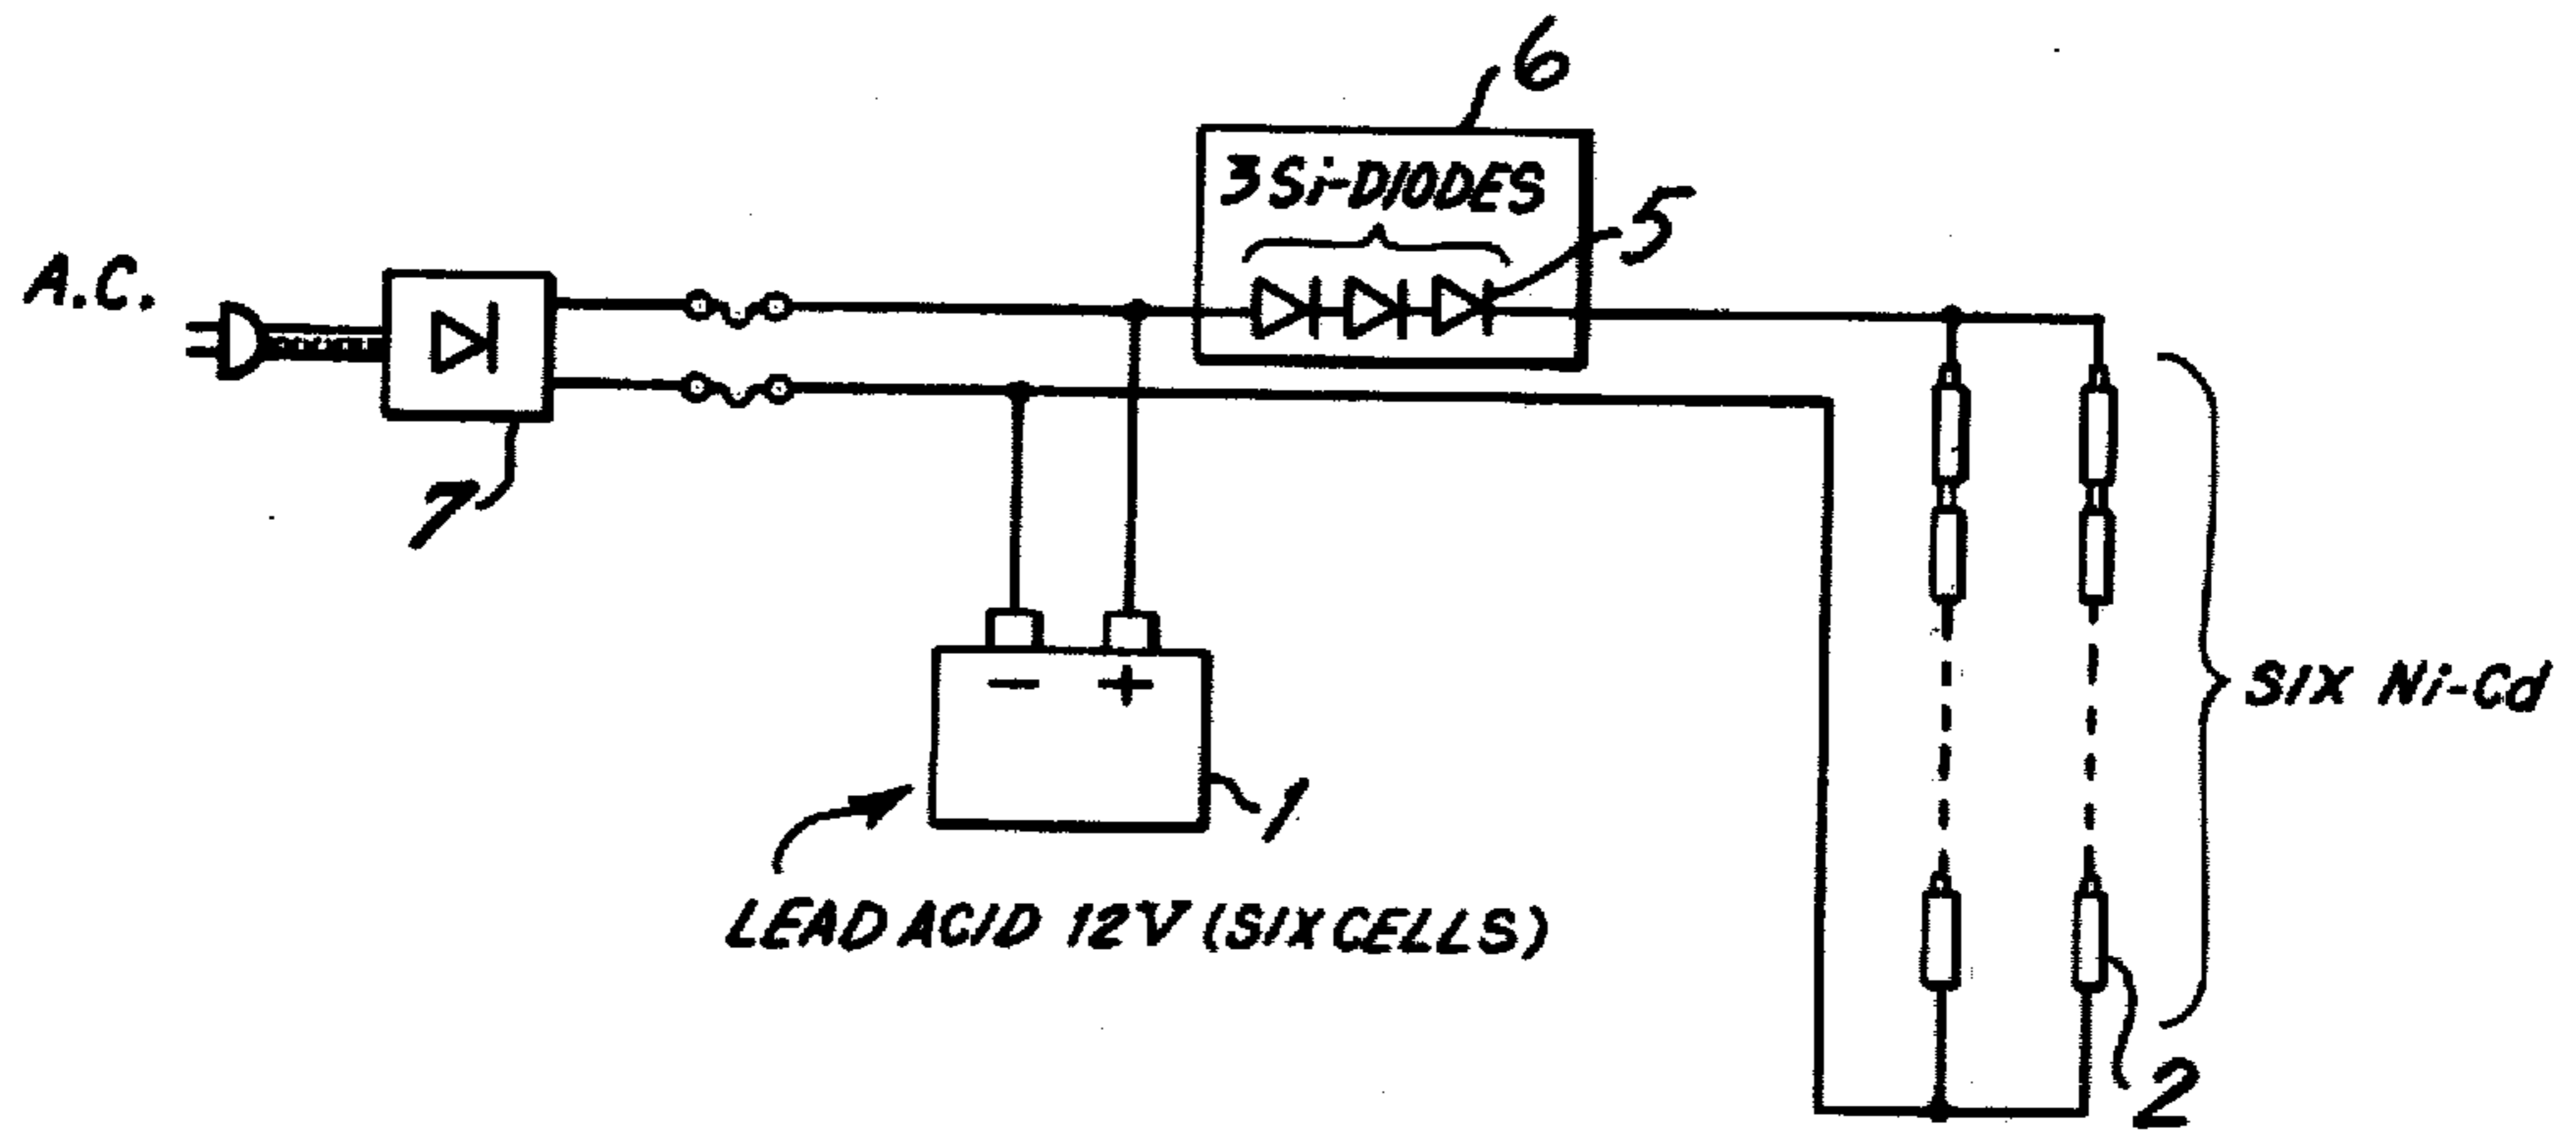 6
3 Si-DIODES
5
A.C.
7
- +
SIX Ni-Cd
1
LEAD ACID 12V (SIX CELLS)
2